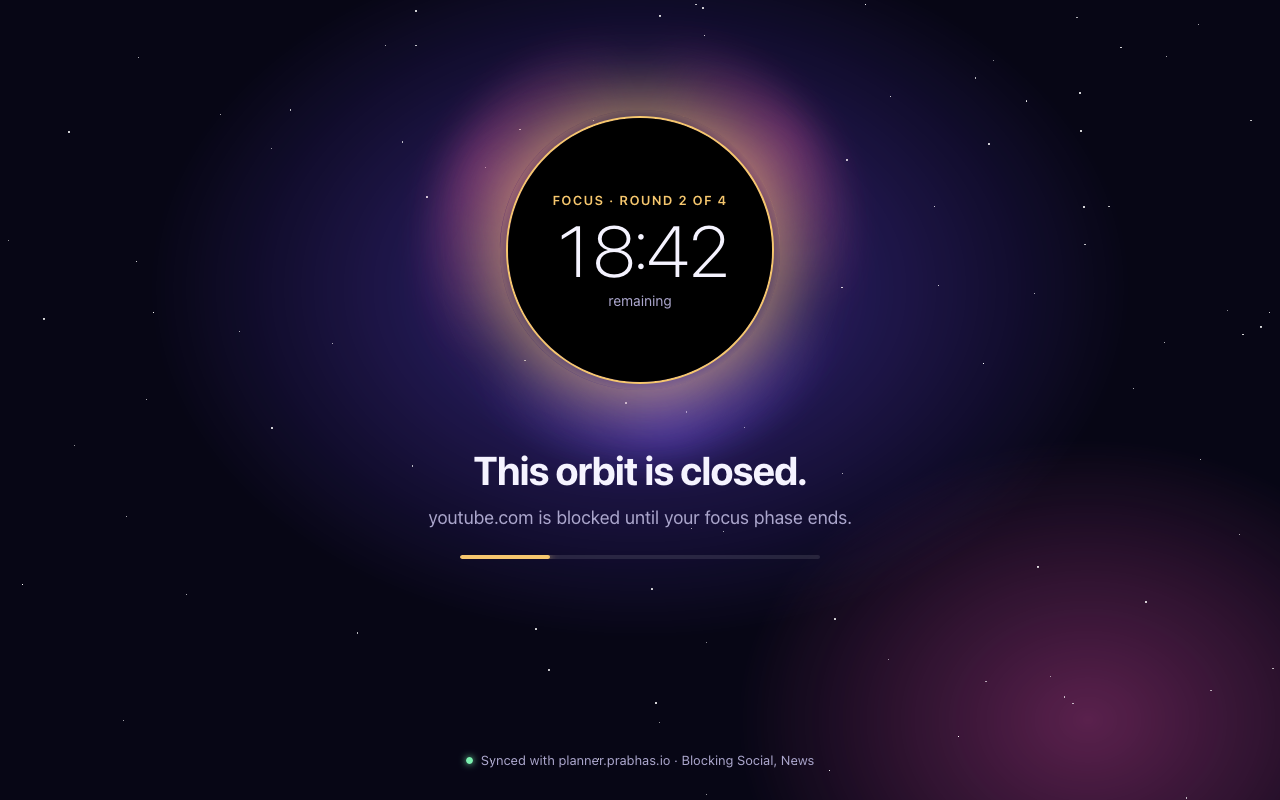 FOCUS · ROUND 2 OF 4
18:42
remaining
This orbit is closed.
youtube.com is blocked until your focus phase ends.
Synced with planner.prabhas.io · Blocking Social, News